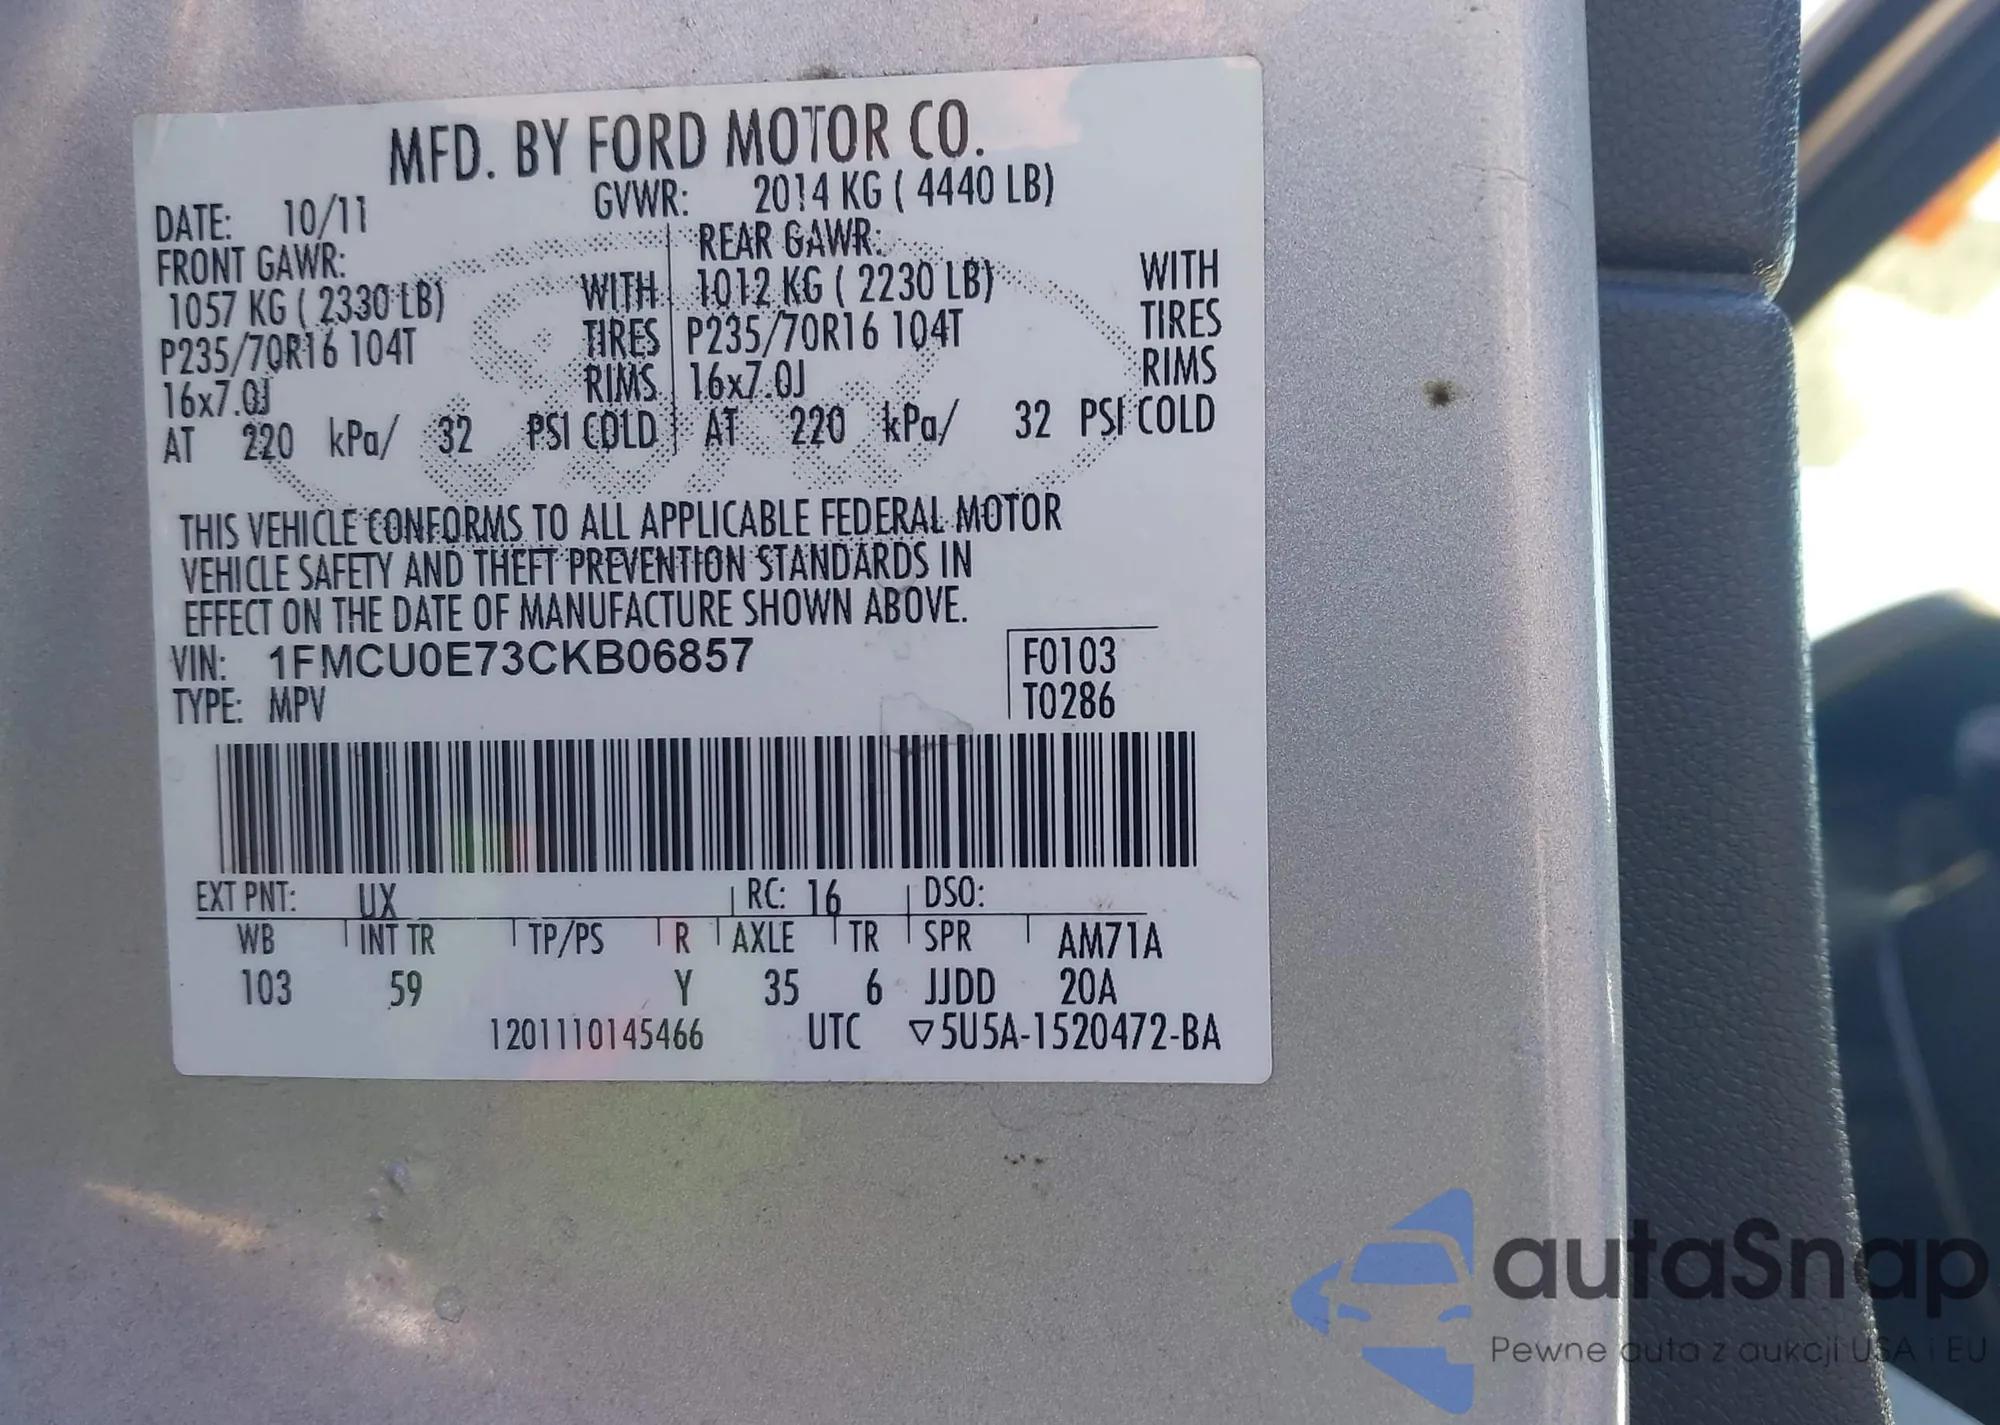 MFD. BY FORD MOTOR CO.
DATE: 10/11 GVWR: 2014 KG ( 4440 LB)
FRONT GAWR: REAR GAWR:
1057 KG ( 2330 LB) WITH 1012 KG ( 2230 LB) WITH
P235/70R16 104T TIRES P235/70R16 104T TIRES
16x7.0J RIMS 16x7.0J RIMS
AT 220 kPa/ 32 PSI COLD AT 220 kPa/ 32 PSI COLD
THIS VEHICLE CONFORMS TO ALL APPLICABLE FEDERAL MOTOR
VEHICLE SAFETY AND THEFT PREVENTION STANDARDS IN
EFFECT ON THE DATE OF MANUFACTURE SHOWN ABOVE.
VIN: 1FMCU0E73CKB06857 F0103
TYPE: MPV T0286
EXT PNT: UX RC: 16 DSO:
WB INT TR TP/PS R AXLE TR SPR AM71A
103 59 Y 35 6 JJDD 20A
1201110145466 UTC ▽5U5A-1520472-BA
autaSnap
Pewne auta z aukcji USA i EU